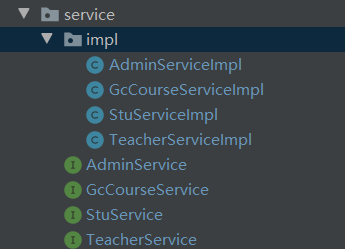 service
impl
C AdminServiceImpl
C GcCourseServiceImpl
C StuServiceImpl
C TeacherServiceImpl
I AdminService
I GcCourseService
I StuService
I TeacherService